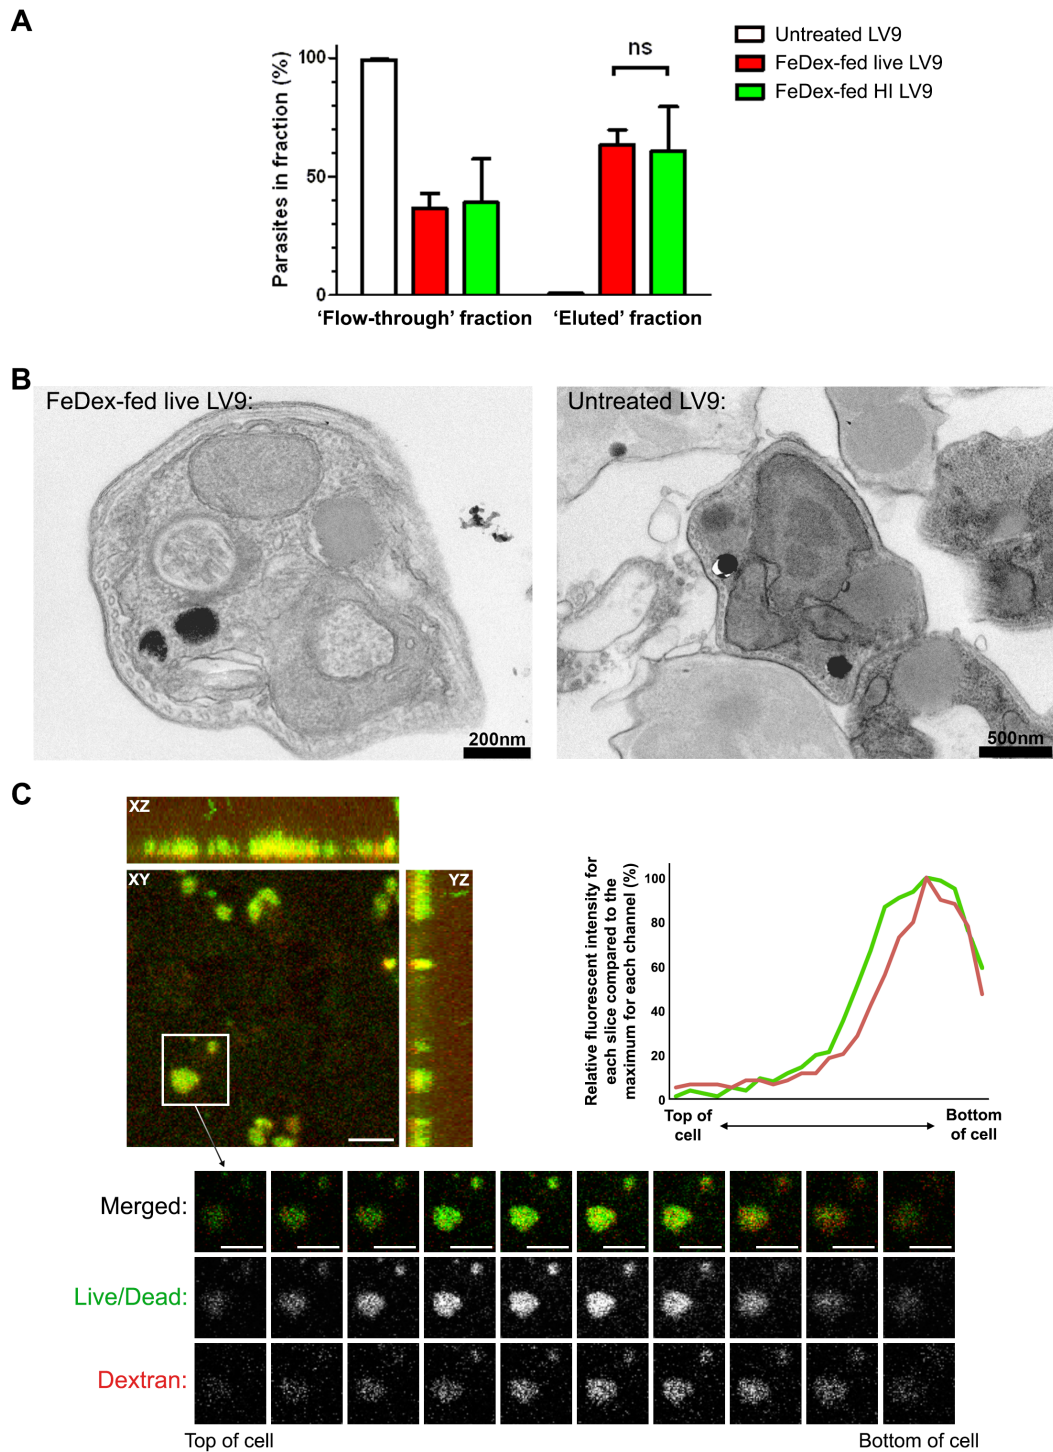 A
Untreated LV9
FeDex-fed live LV9
FeDex-fed HI LV9
ns
Parasites in fraction (%)
100
50
0
‘Flow-through’ fraction
‘Eluted’ fraction
B
FeDex-fed live LV9:
200nm
Untreated LV9:
500nm
C
XZ
XY
YZ
Relative fluorescent intensity for
each slice compared to the
maximum for each channel (%)
100
80
60
40
20
0
Top of
cell
Bottom
of cell
Merged:
Live/Dead:
Dextran:
Top of cell
Bottom of cell